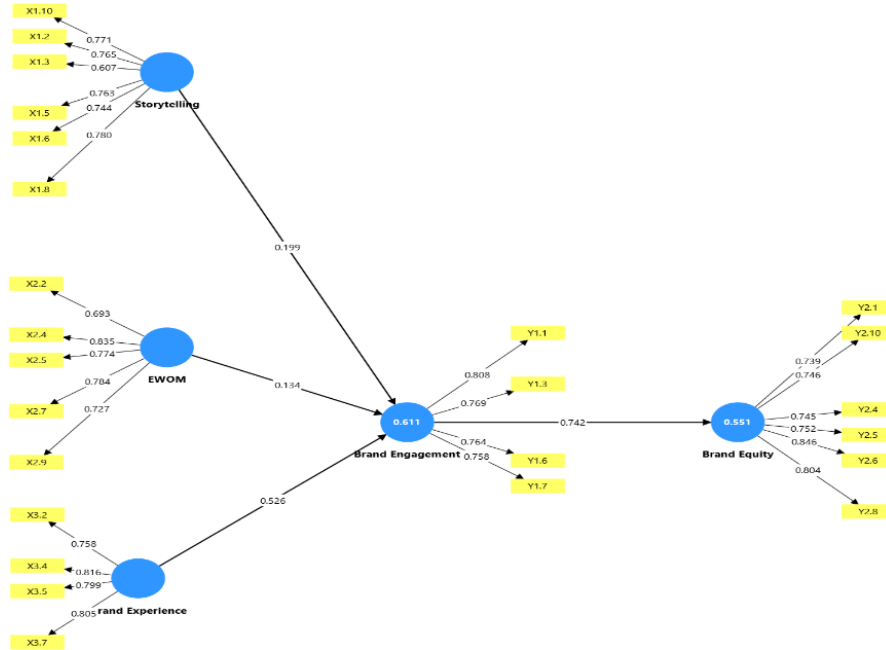 X1.10
X1.2
X1.3
X1.5
X1.6
X1.8
0.771
0.765
0.607
0.763
0.744
0.780
Storytelling
0.199
X2.2
X2.4
X2.5
X2.7
X2.9
0.693
0.835
0.774
0.784
0.727
EWOM
0.134
X3.2
X3.4
X3.5
X3.7
0.758
0.816
0.799
0.805
rand Experience
0.526
0.611
Brand Engagement
Y1.1
Y1.3
Y1.6
Y1.7
0.808
0.769
0.764
0.758
0.742
0.551
Brand Equity
Y2.1
Y2.10
Y2.4
Y2.5
Y2.6
Y2.8
0.739
0.746
0.745
0.752
0.846
0.804